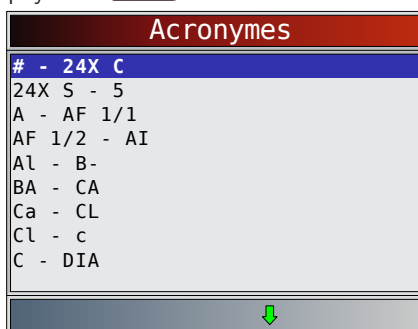 Acronymes
# - 24X C
24X S - 5
A - AF 1/1
AF 1/2 - AI
Al - B-
BA - CA
Ca - CL
Cl - c
C - DIA